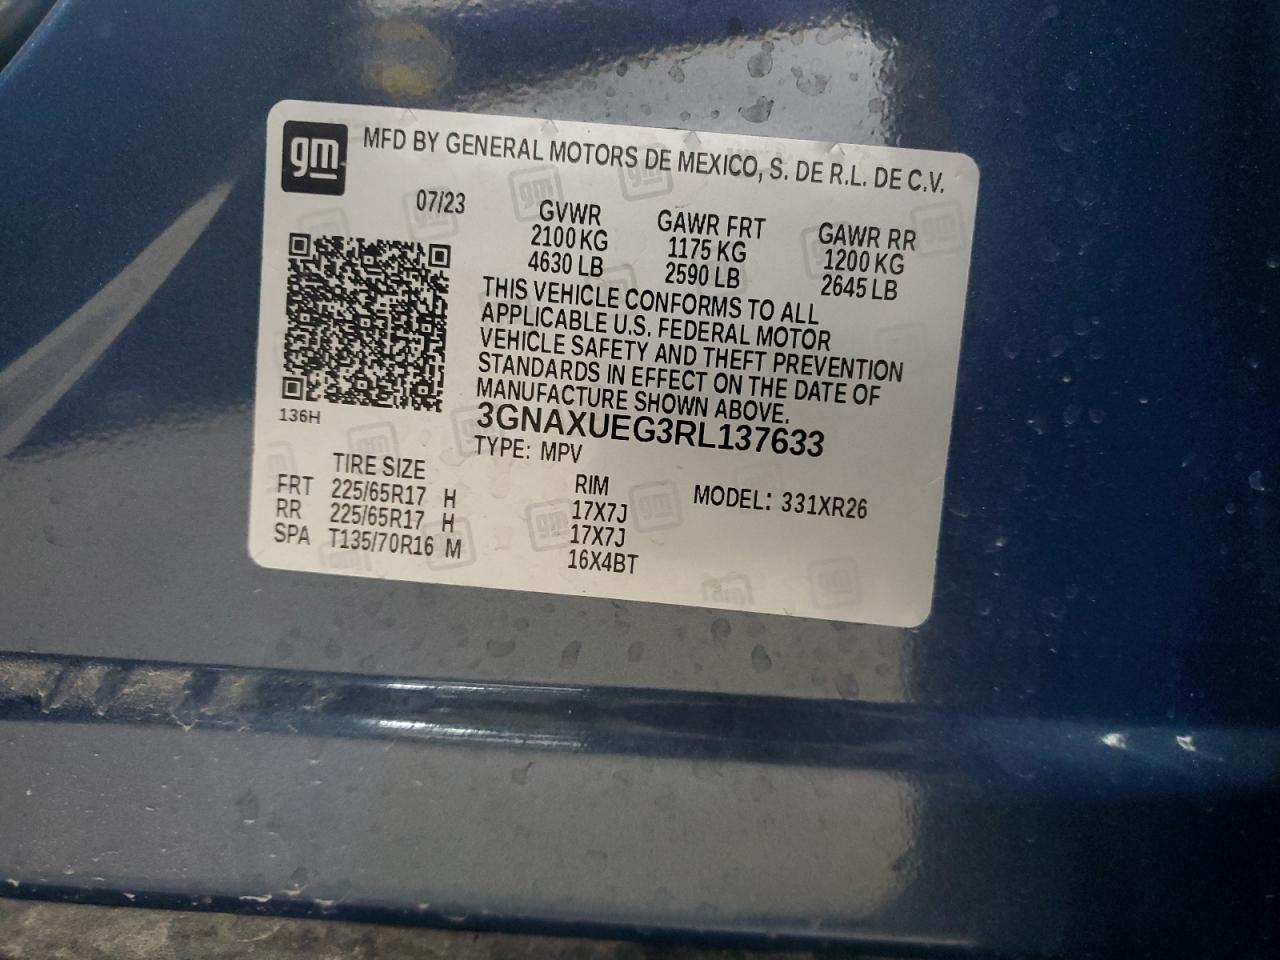 gm MFD BY GENERAL MOTORS DE MEXICO, S. DE R.L. DE C.V.
07/23
GVWR GAWR FRT GAWR RR
2100 KG 1175 KG 1200 KG
4630 LB 2590 LB 2645 LB
THIS VEHICLE CONFORMS TO ALL
APPLICABLE U.S. FEDERAL MOTOR
VEHICLE SAFETY AND THEFT PREVENTION
STANDARDS IN EFFECT ON THE DATE OF
MANUFACTURE SHOWN ABOVE.
136H
3GNAXUEG3RL137633
TYPE: MPV
TIRE SIZE RIM MODEL: 331XR26
FRT 225/65R17 H 17X7J
RR 225/65R17 H 17X7J
SPA T135/70R16 M 16X4BT